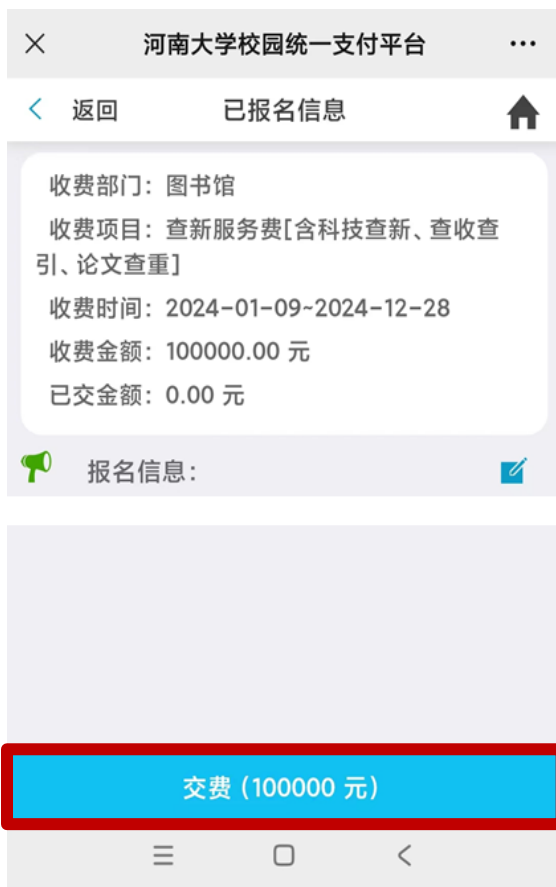 河南大学校园统一支付平台
返回 已报名信息
收费部门：图书馆
收费项目：查新服务费[含科技查新、查收查
引、论文查重]
收费时间：2024-01-09~2024-12-28
收费金额：100000.00 元
已交金额：0.00 元
报名信息：
交费（100000 元）